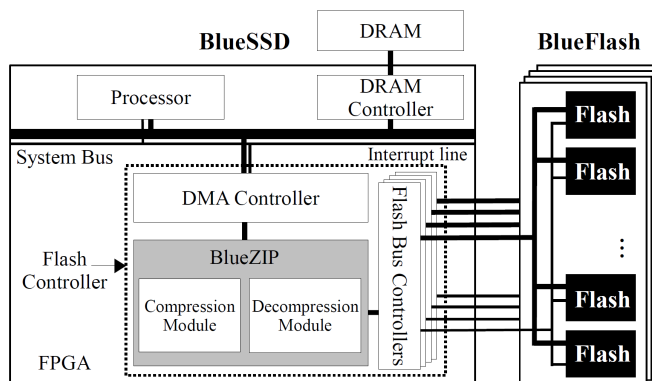 BlueSSD
DRAM
BlueFlash
Processor
DRAM
Controller
System Bus
Interrupt line
DMA Controller
Flash Bus Controllers
BlueZIP
Flash
Controller
Compression
Module
Decompression
Module
FPGA
Flash
Flash
...
Flash
Flash